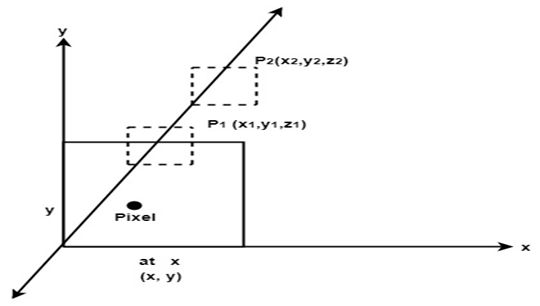 y
P2(x2,y2,z2)
P1 (x1,y1,z1)
y
Pixel
x
at x
(x, y)